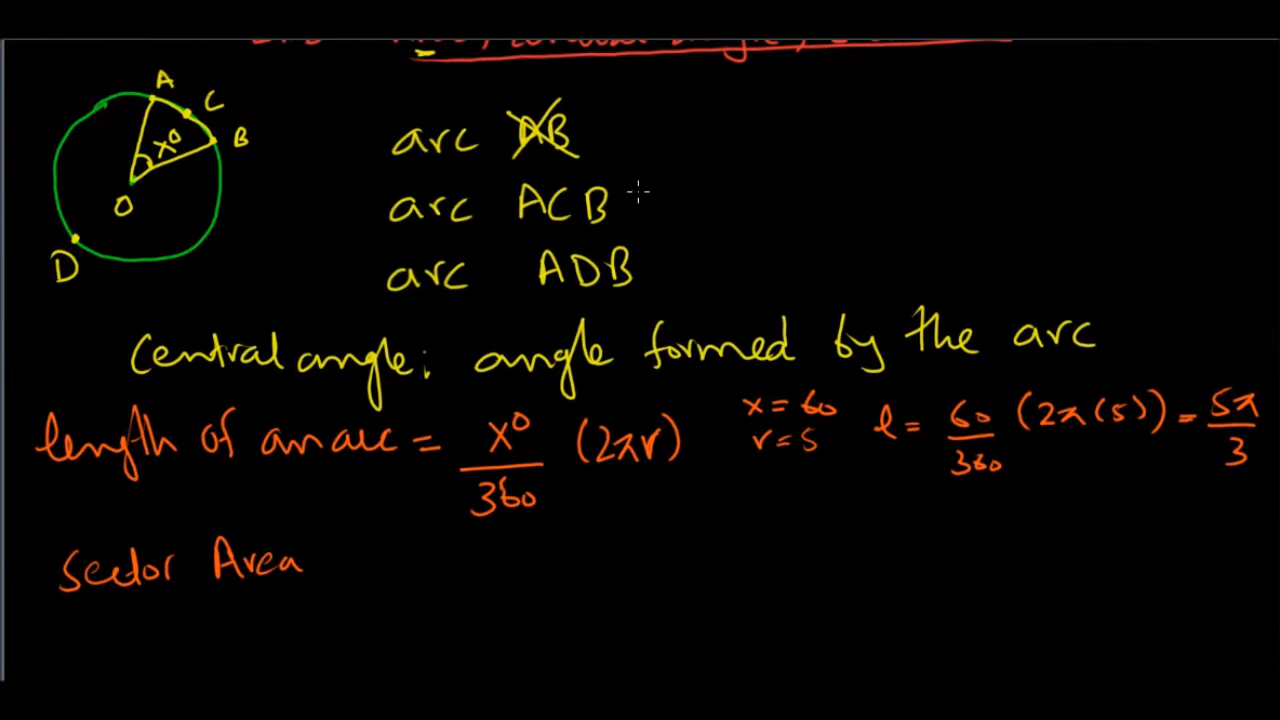 A
C
B
x°
O
D
arc AB
arc ACB
arc ADB
Central angle: angle formed by the arc
length of an arc = x°/360 (2πr) x = 60 r = 5 l = 60/360 (2π(5)) = 5π/3
Sector Area